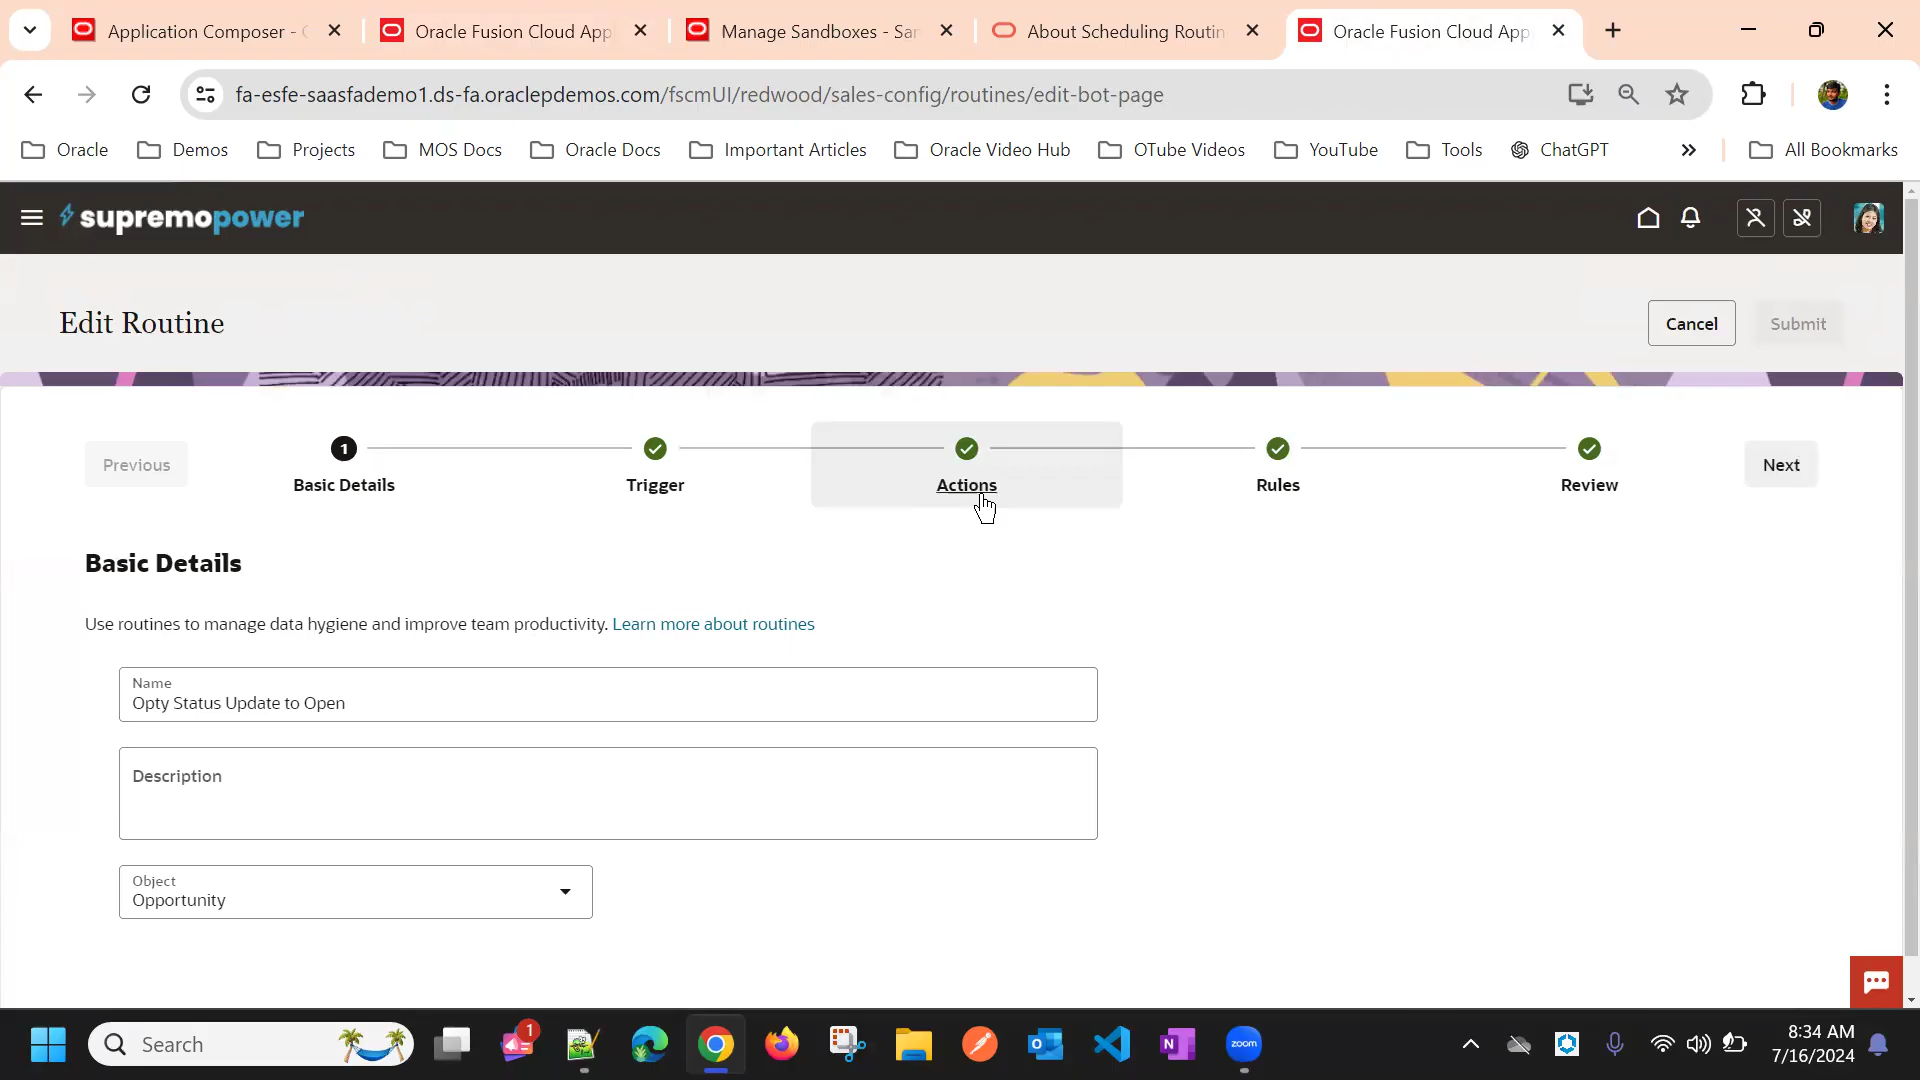 Application Composer - 
Oracle Fusion Cloud App
Manage Sandboxes - San
About Scheduling Routin
Oracle Fusion Cloud App
fa-esfe-saasfademo1.ds-fa.oraclepdemos.com/fscmUI/redwood/sales-config/routines/edit-bot-page
Oracle
Demos
Projects
MOS Docs
Oracle Docs
Important Articles
Oracle Video Hub
OTube Videos
YouTube
Tools
ChatGPT
»
All Bookmarks
supremopower
Edit Routine
Cancel
Submit
Previous
1
Basic Details
Trigger
Actions
Rules
Review
Next
Basic Details
Use routines to manage data hygiene and improve team productivity. Learn more about routines
Name
Opty Status Update to Open
Description
Object
Opportunity
Search
1
zoom
8:34 AM
7/16/2024